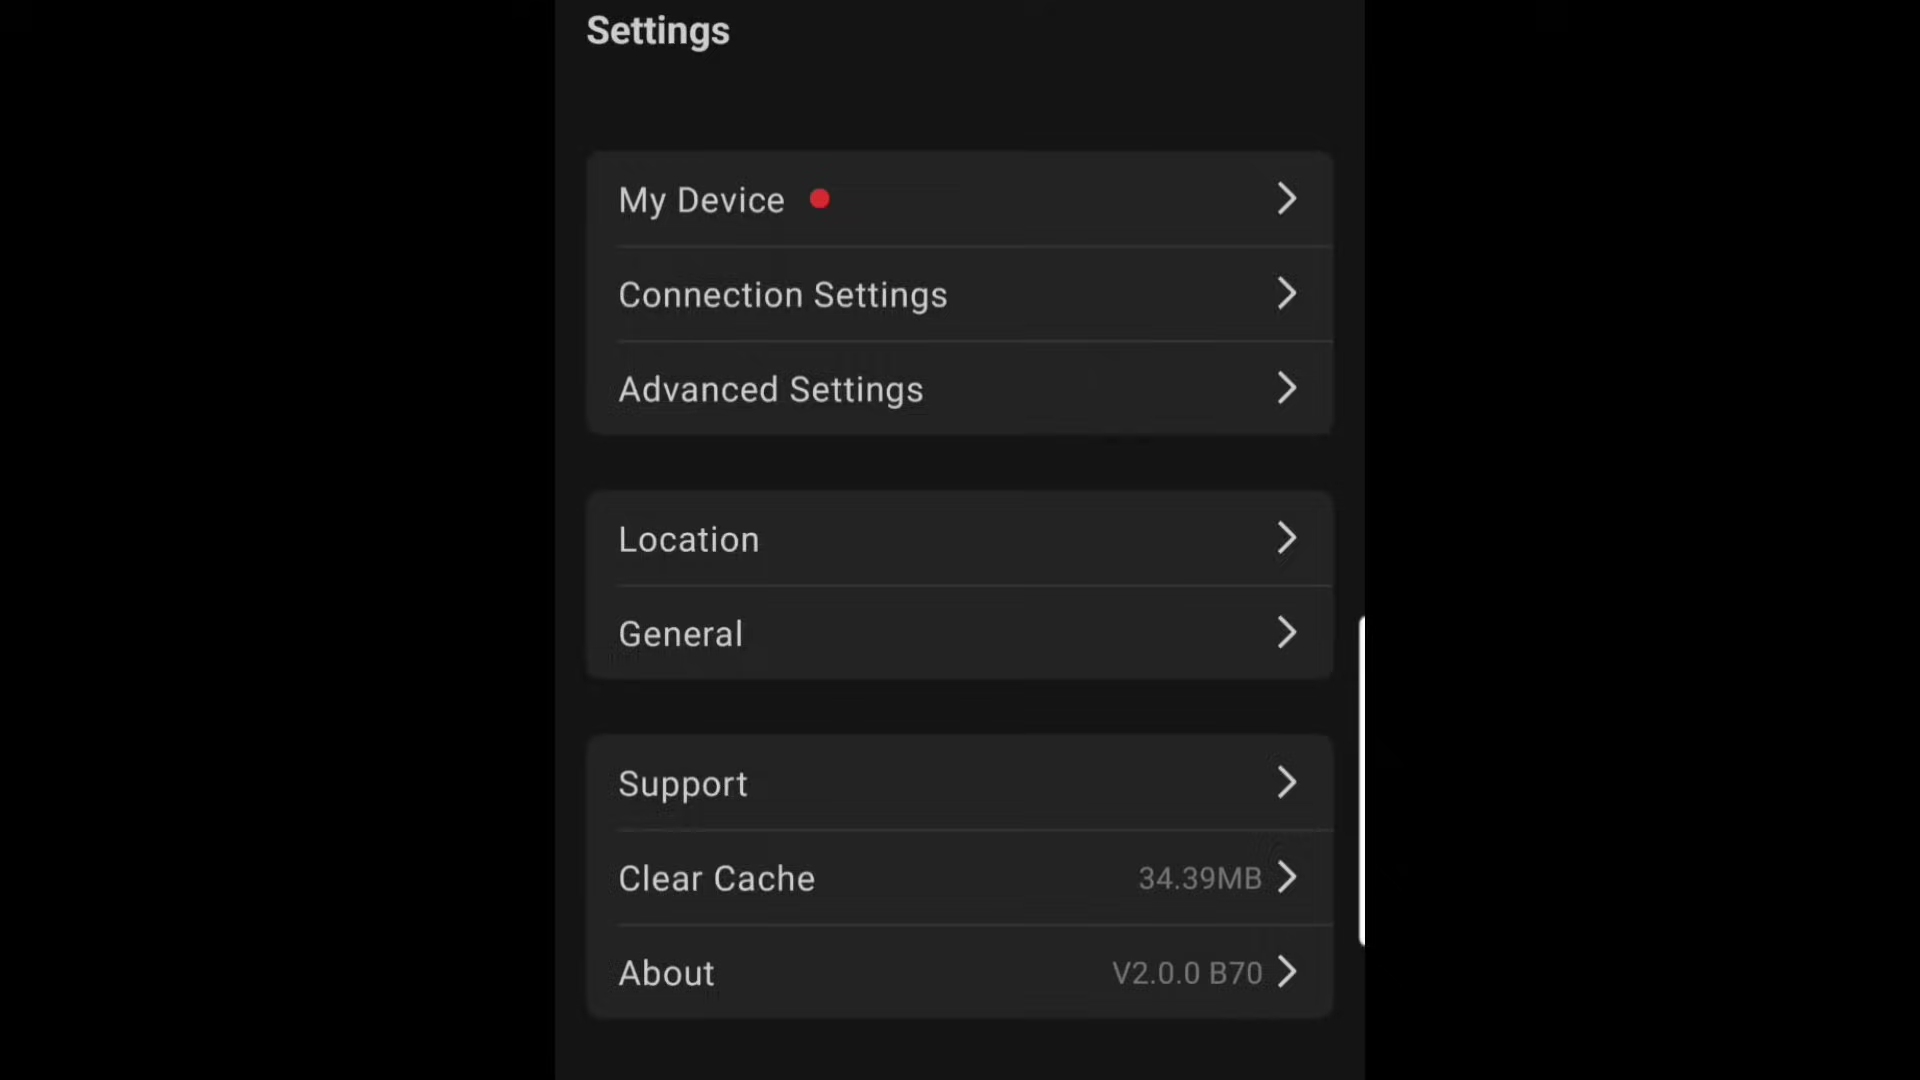 Settings
My Device
Connection Settings
Advanced Settings
Location
General
Support
Clear Cache 34.39MB
About V2.0.0 B70